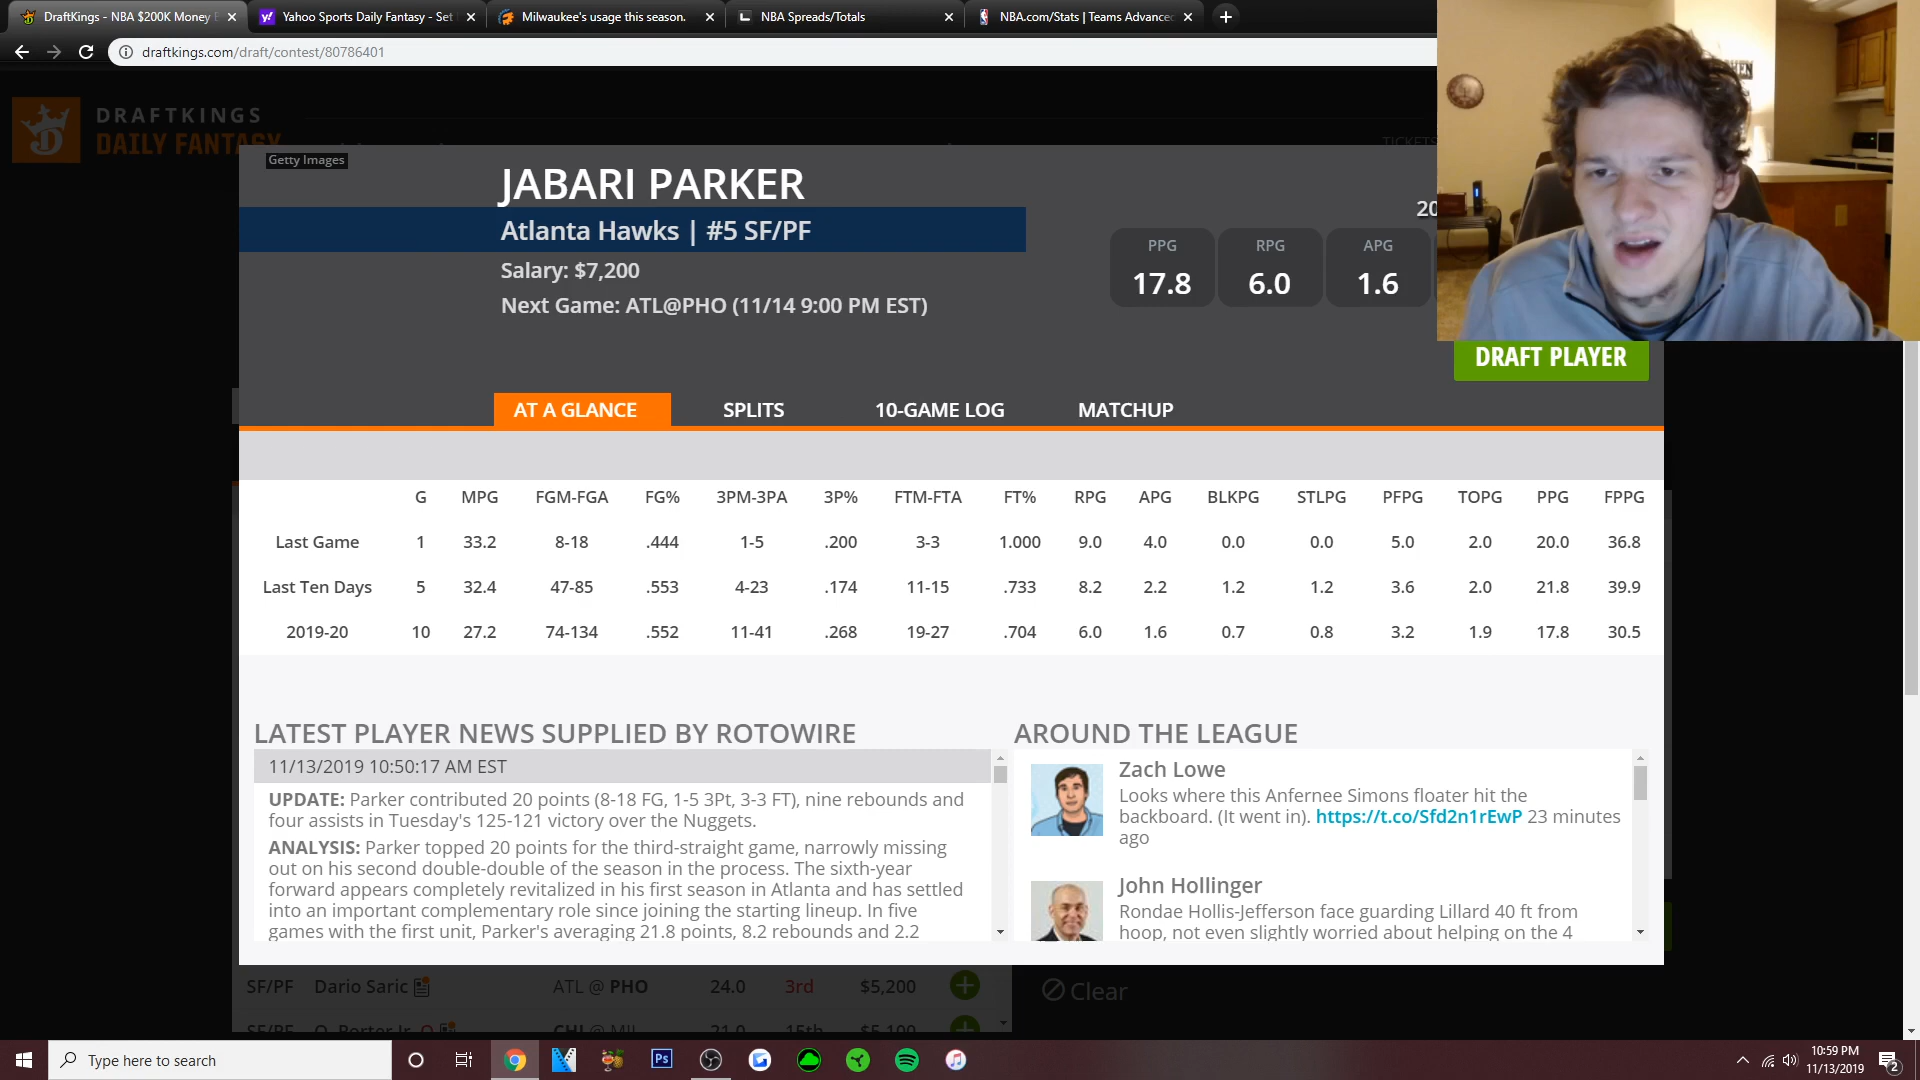 DraftKings - NBA $200K Money
Yahoo Sports Daily Fantasy - Set
Milwaukee's usage this season.
NBA Spreads/Totals
NBA.com/Stats | Teams Advanced
draftkings.com/draft/contest/80786401
DRAFTKINGS
DAILY FANTASY
TICKETS
Getty Images
JABARI PARKER
Atlanta Hawks | #5 SF/PF
Salary: $7,200
Next Game: ATL@PHO (11/14 9:00 PM EST)
20
PPG RPG APG
17.8 6.0 1.6
DRAFT PLAYER
AT A GLANCE SPLITS 10-GAME LOG MATCHUP
G MPG FGM-FGA FG% 3PM-3PA 3P% FTM-FTA FT% RPG APG BLKPG STLPG PFPG TOPG PPG FPPG
Last Game 1 33.2 8-18 .444 1-5 .200 3-3 1.000 9.0 4.0 0.0 0.0 5.0 2.0 20.0 36.8
Last Ten Days 5 32.4 47-85 .553 4-23 .174 11-15 .733 8.2 2.2 1.2 1.2 3.6 2.0 21.8 39.9
2019-20 10 27.2 74-134 .552 11-41 .268 19-27 .704 6.0 1.6 0.7 0.8 3.2 1.9 17.8 30.5
LATEST PLAYER NEWS SUPPLIED BY ROTOWIRE
11/13/2019 10:50:17 AM EST
UPDATE: Parker contributed 20 points (8-18 FG, 1-5 3Pt, 3-3 FT), nine rebounds and
four assists in Tuesday's 125-121 victory over the Nuggets.
ANALYSIS: Parker topped 20 points for the third-straight game, narrowly missing
out on his second double-double of the season in the process. The sixth-year
forward appears completely revitalized in his first season in Atlanta and has settled
into an important complementary role since joining the starting lineup. In five
games with the first unit, Parker's averaging 21.8 points, 8.2 rebounds and 2.2
AROUND THE LEAGUE
Zach Lowe
Looks where this Anfernee Simons floater hit the
backboard. (It went in). https://t.co/Sfd2n1rEwP 23 minutes
ago
John Hollinger
Rondae Hollis-Jefferson face guarding Lillard 40 ft from
hoop, not even slightly worried about helping on the 4
SF/PF Dario Saric ATL @ PHO 24.0 3rd $5,200
SF/PF O. Porter Jr. O CHI @ MIL 21.0 15th $5,100
Clear
Type here to search
Ps
10:59 PM
11/13/2019
2